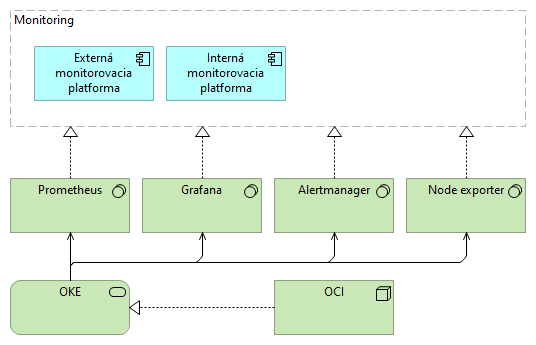 Monitoring
Externá
monitorovacia
platforma
Interná
monitorovacia
platforma
Prometheus
Grafana
Alertmanager
Node exporter
OKE
OCI